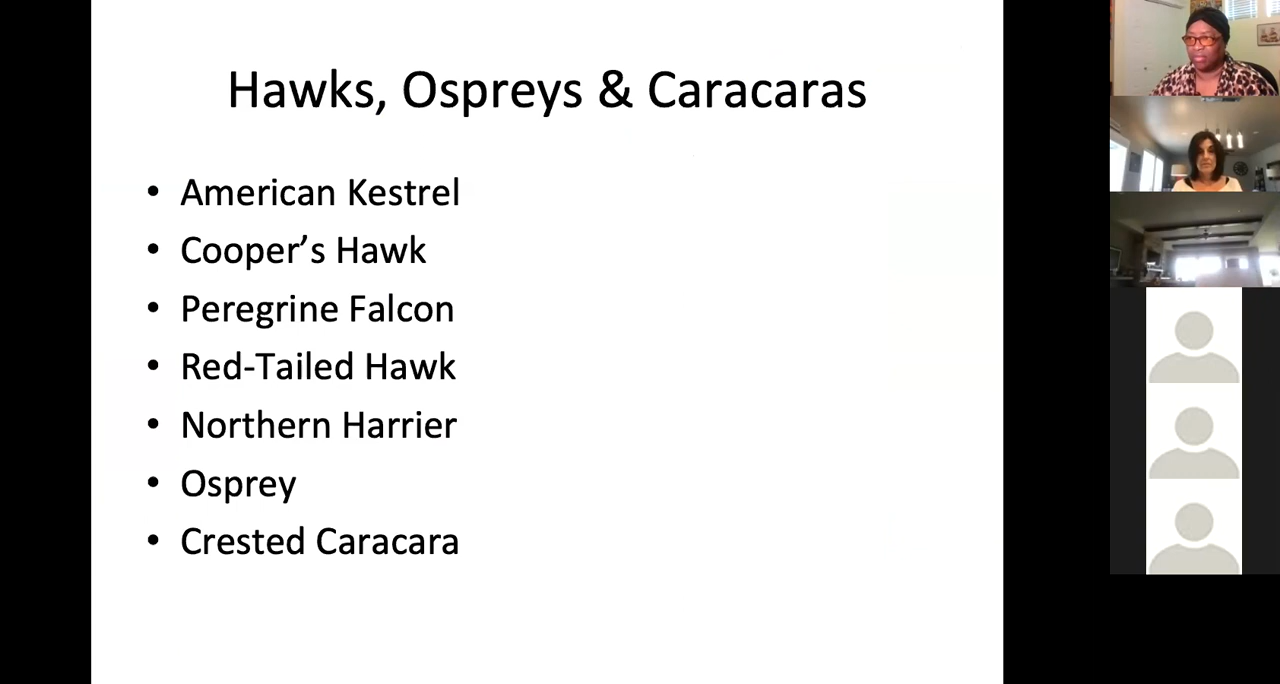 Hawks, Ospreys & Caracaras
• American Kestrel
• Cooper’s Hawk
• Peregrine Falcon
• Red-Tailed Hawk
• Northern Harrier
• Osprey
• Crested Caracara